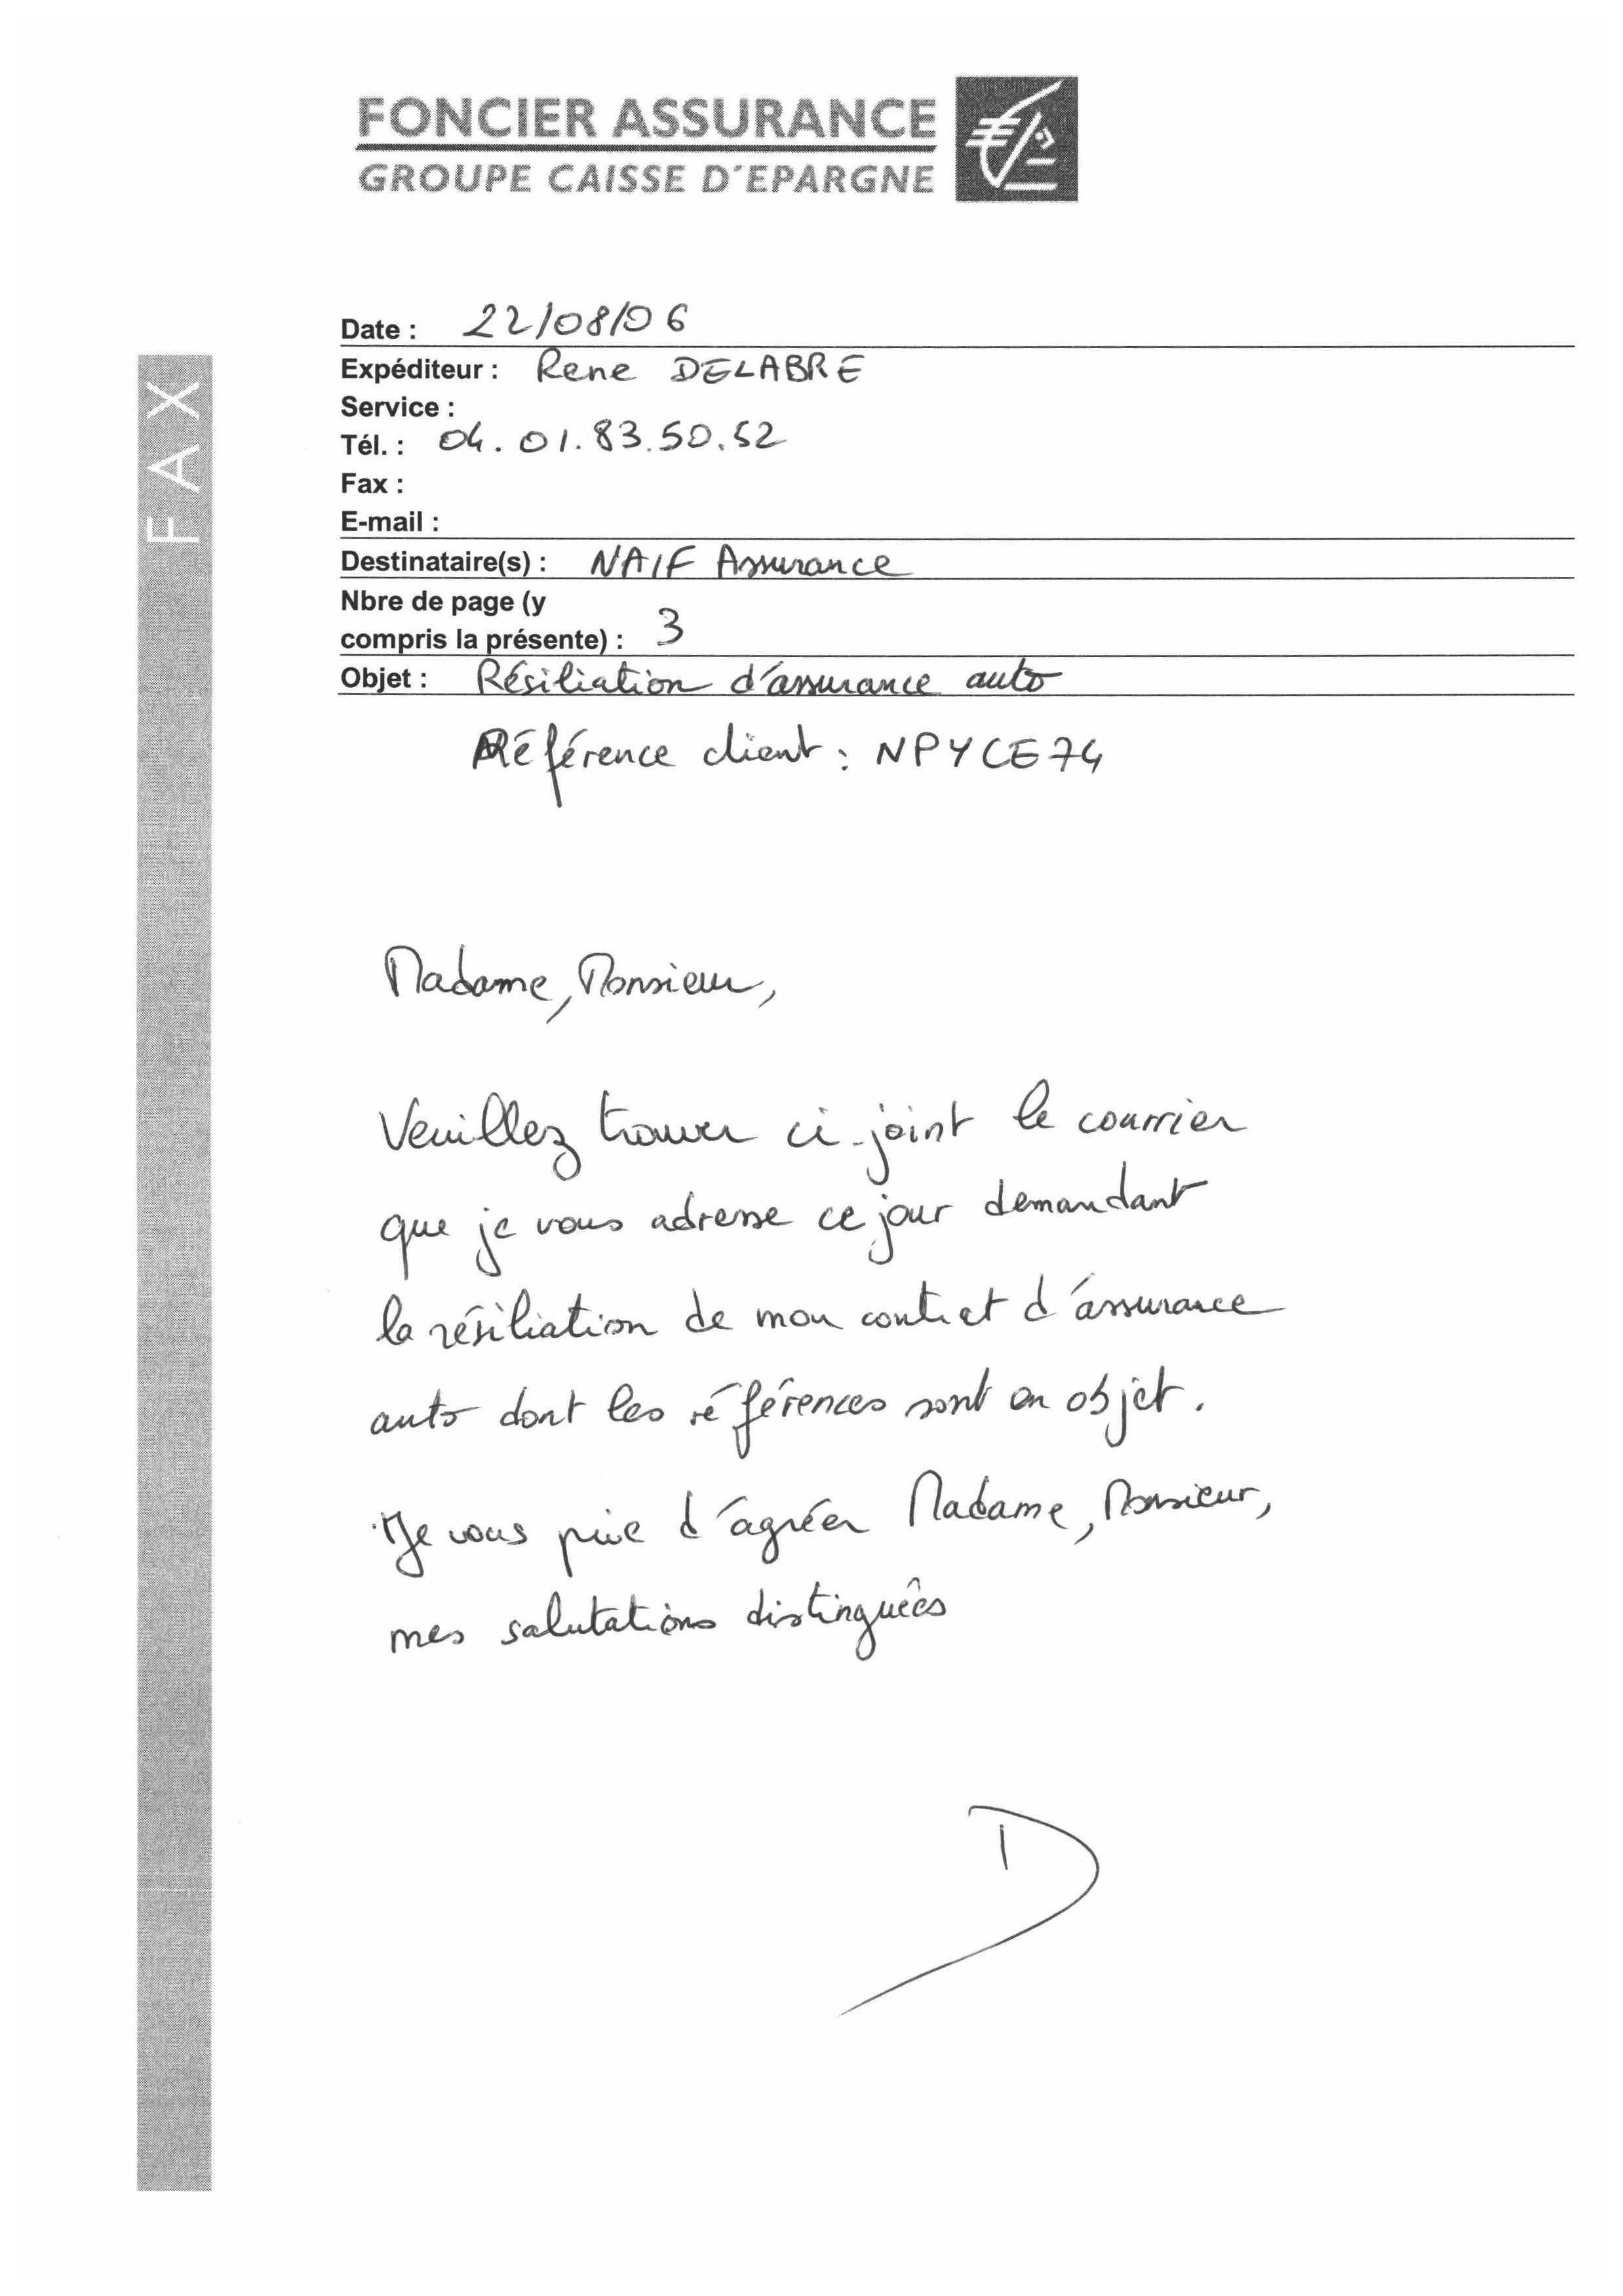 FONCIER ASSURANCE
GROUPE CAISSE D'EPARGNE
FAX
Date : 22/08/06
Expéditeur : Rene DELABRE
Service :
Tél. : 04.01.83.50.52
Fax :
E-mail :
Destinataire(s) : NAIF Assurance
Nbre de page (y
compris la présente) : 3
Objet : Résiliation d'assurance auto
Référence client : NPYCE74
Madame, Monsieur,
Veuillez trouver ci-joint le courrier
que je vous adresse ce jour demandant
la résiliation de mon contrat d'assurance
auto dont les références sont en objet.
Je vous prie d'agréer Madame, Monsieur,
mes salutations distinguées
D